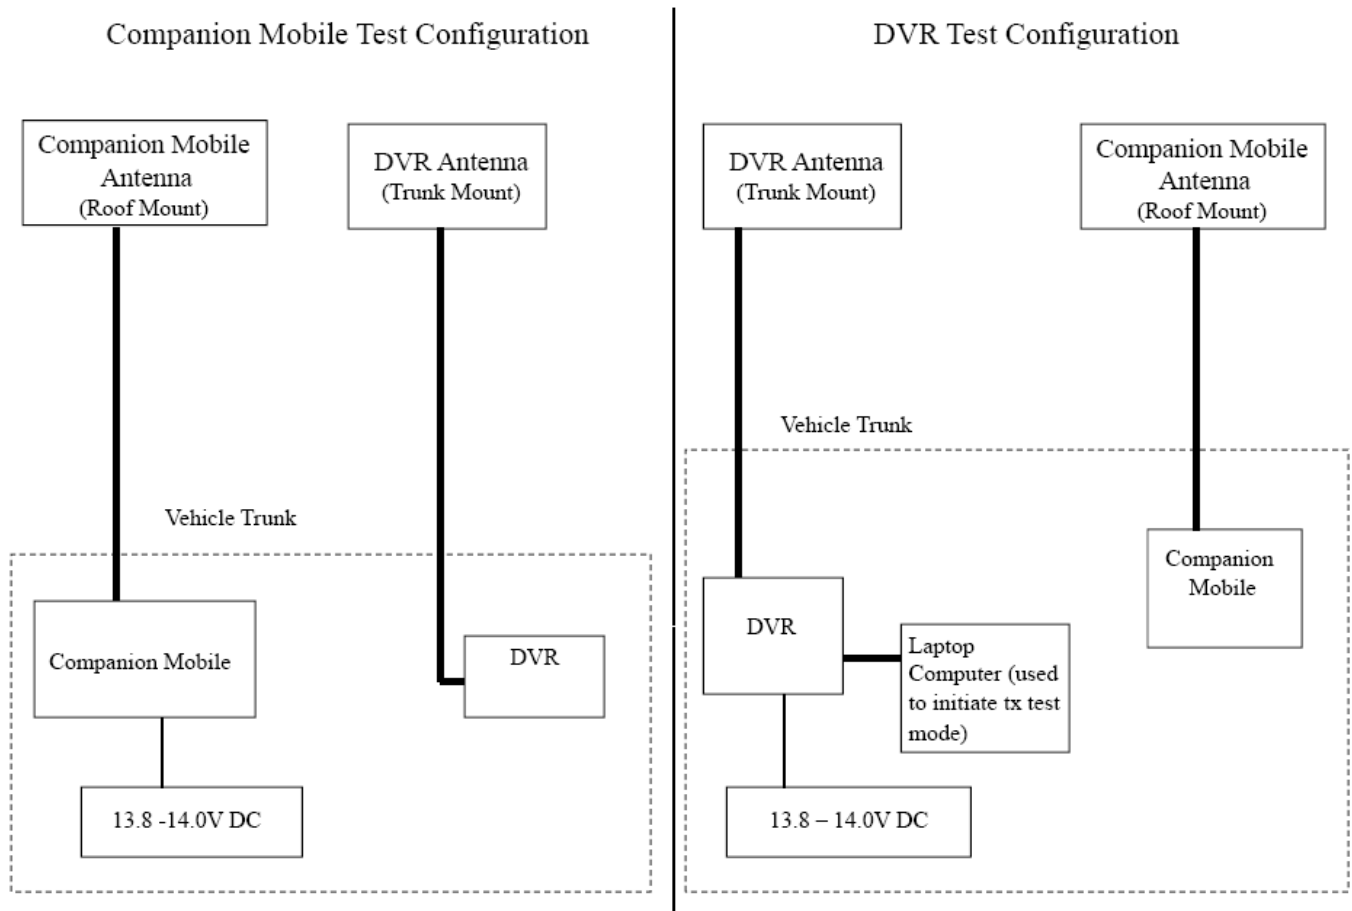 Companion Mobile Test Configuration
Companion Mobile
Antenna
(Roof Mount)
DVR Antenna
(Trunk Mount)
Vehicle Trunk
Companion Mobile
DVR
13.8 -14.0V DC
DVR Test Configuration
DVR Antenna
(Trunk Mount)
Companion Mobile
Antenna
(Roof Mount)
Vehicle Trunk
Companion
Mobile
DVR
Laptop
Computer (used
to initiate tx test
mode)
13.8 – 14.0V DC